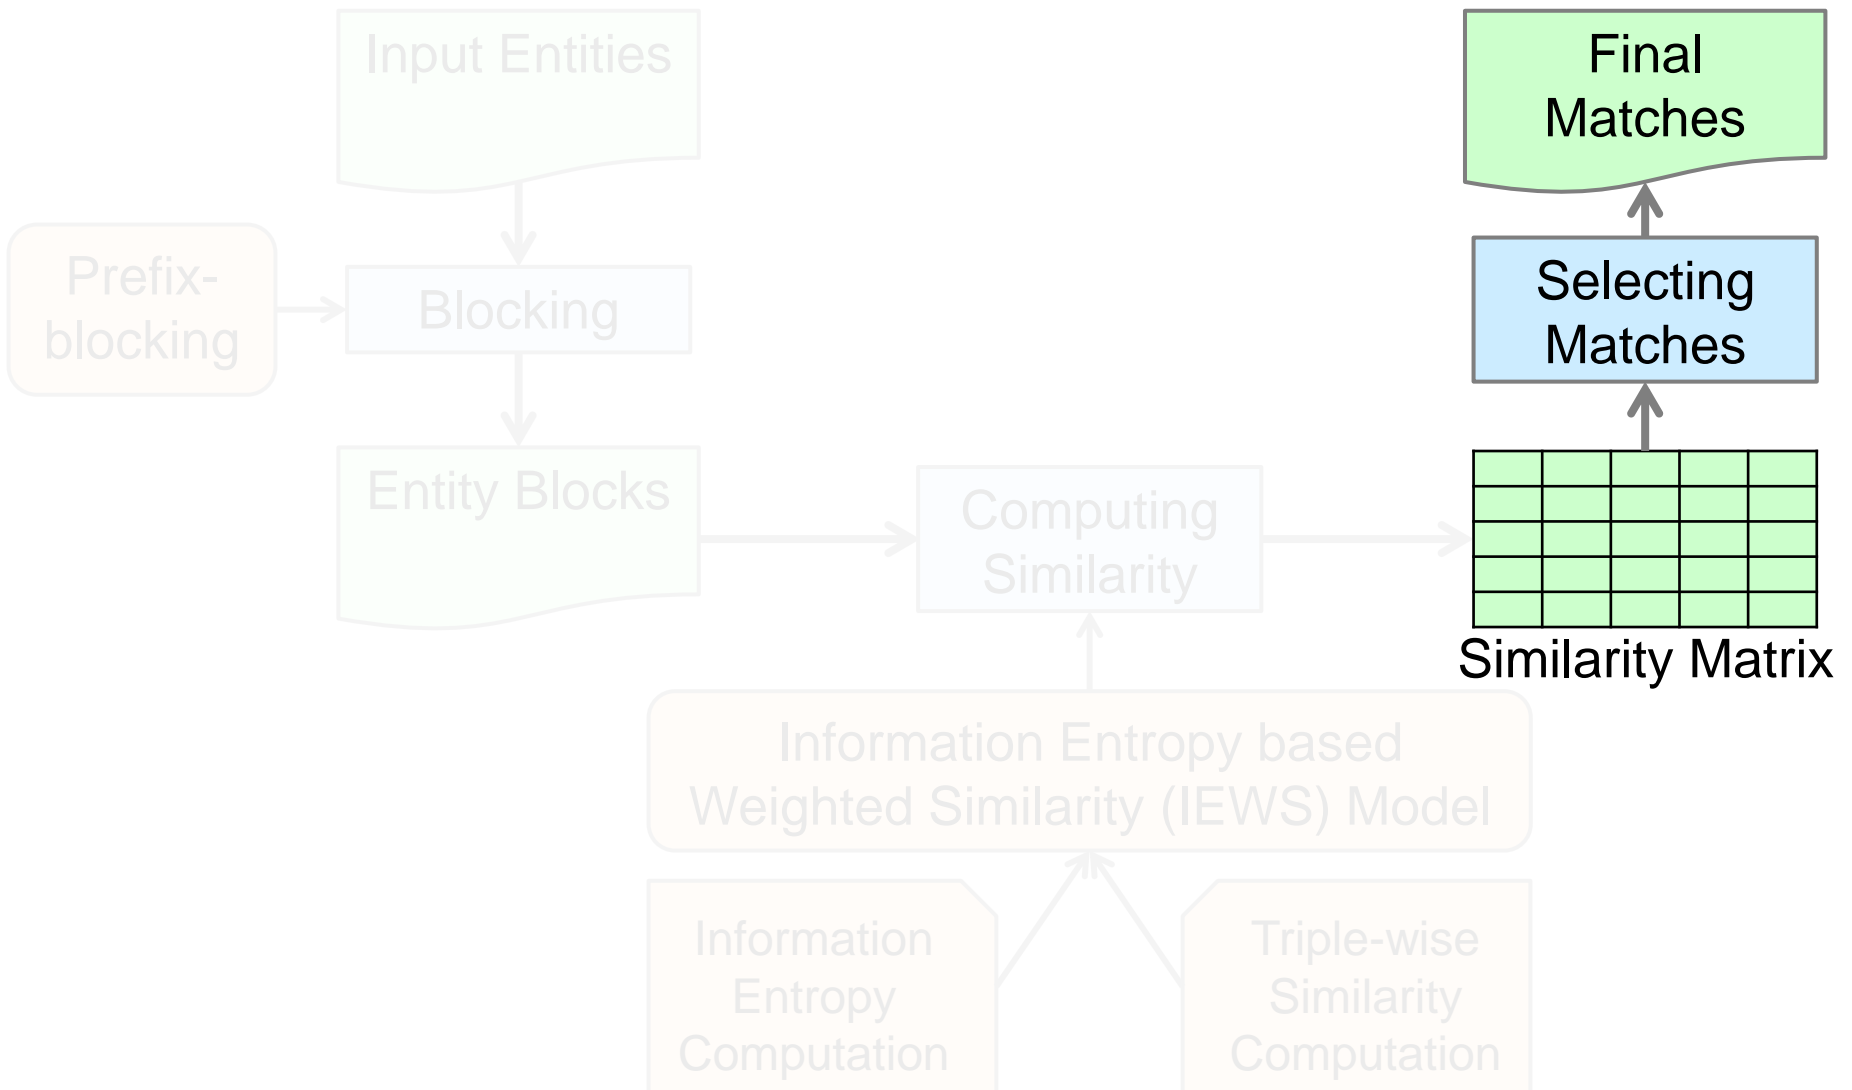 Input Entities
Final
Matches
Prefix-
blocking
Blocking
Selecting
Matches
Entity Blocks
Computing
Similarity
Similarity Matrix
Information Entropy based
Weighted Similarity (IEWS) Model
Information
Entropy
Computation
Triple-wise
Similarity
Computation